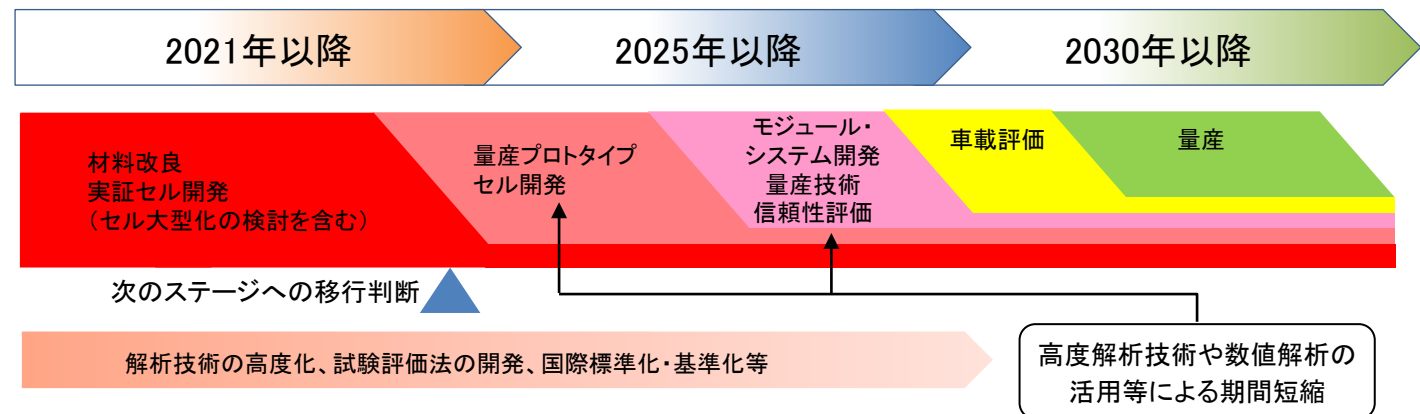 2021年以降
2025年以降
2030年以降
材料改良
実証セル開発
（セル大型化の検討を含む）
量産プロトタイプ
セル開発
モジュール・
システム開発
量産技術
信頼性評価
車載評価
量産
次のステージへの移行判断
解析技術の高度化、試験評価法の開発、国際標準化・基準化等
高度解析技術や数値解析の
活用等による期間短縮